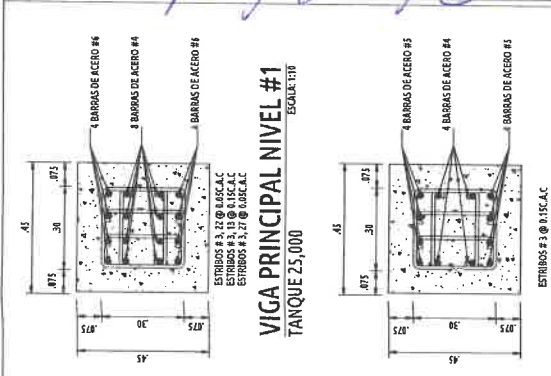 4 BARRAS DE ACERO #6
8 BARRAS DE ACERO #4
4 BARRAS DE ACERO #6
.45
.075
.30
.075
.075
.30
.075
.45
ESTRIBOS # 3, 22 @ 0.05C.A.C
ESTRIBOS # 3, 13 @ 0.15C.A.C
ESTRIBOS # 3, 27 @ 0.05C.A.C
VIGA PRINCIPAL NIVEL #1
TANQUE 25,000
ESCALA: 1:10
4 BARRAS DE ACERO #5
4 BARRAS DE ACERO #4
4 BARRAS DE ACERO #5
.45
.075
.30
.075
.075
.30
.075
.45
ESTRIBOS # 3 @ 0.15C.A.C